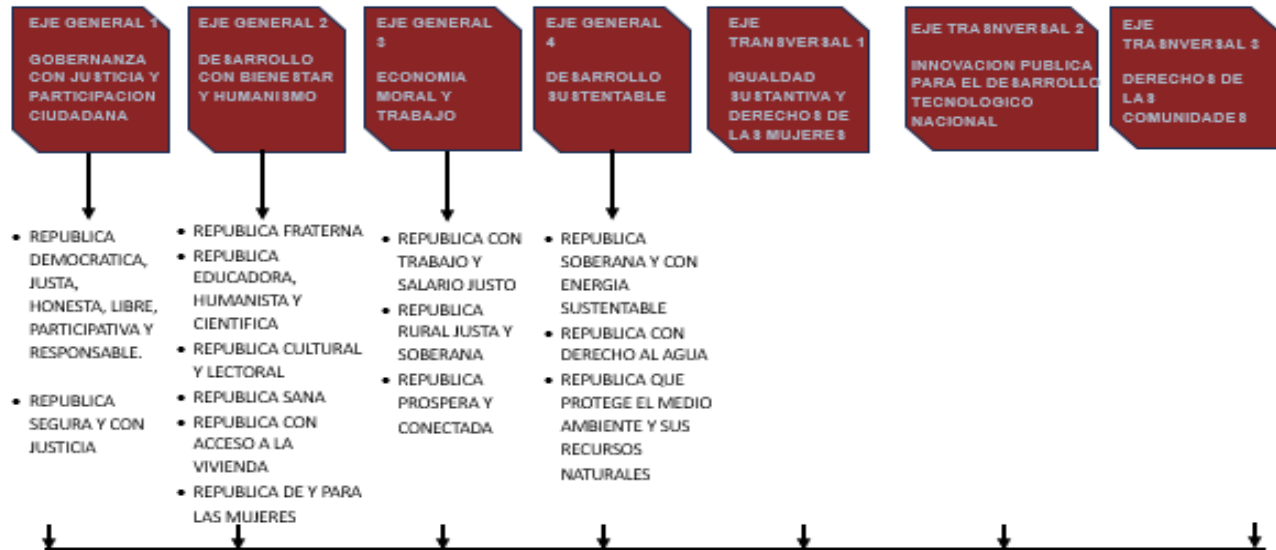 EJE GENERAL 1
GOBERNANZA
CON JUSTICIA Y
PARTICIPACION
CIUDADANA
EJE GENERAL 2
DESARROLLO
CON BIENESTAR
Y HUMANISMO
EJE GENERAL
3
ECONOMIA
MORAL Y
TRABAJO
EJE GENERAL
4
DESARROLLO
SUSTENTABLE
EJE
TRANSVERSAL 1
IGUALDAD
SUSTANTIVA Y
DERECHOS DE
LAS MUJERES
EJE TRASNVERSAL 2
INNOVACION PUBLICA
PARA EL DESARROLLO
TECNOLOGICO
NACIONAL
EJE
TRASNVERSAL 3
DERECHOS DE
LAS
COMUNIDADES
• REPUBLICA
DEMOCRATICA,
JUSTA,
HONESTA, LIBRE,
PARTICIPATIVA Y
RESPONSABLE.
• REPUBLICA
SEGURA Y CON
JUSTICIA
• REPUBLICA FRATERNA
• REPUBLICA
EDUCADORA,
HUMANISTA Y
CIENTIFICA
• REPUBLICA CULTURAL
Y LECTORAL
• REPUBLICA SANA
• REPUBLICA CON
ACCESO A LA
VIVIENDA
• REPUBLICA DE Y PARA
LAS MUJERES
• REPUBLICA CON
TRABAJO Y
SALARIO JUSTO
• REPUBLICA
RURAL JUSTA Y
SOBERANA
• REPUBLICA
PROSPERA Y
CONECTADA
• REPUBLICA
SOBERANA Y CON
ENERGIA
SUSTENTABLE
• REPUBLICA CON
DERECHO AL AGUA
• REPUBLICA QUE
PROTEGE EL MEDIO
AMBIENTE Y SUS
RECURSOS
NATURALES